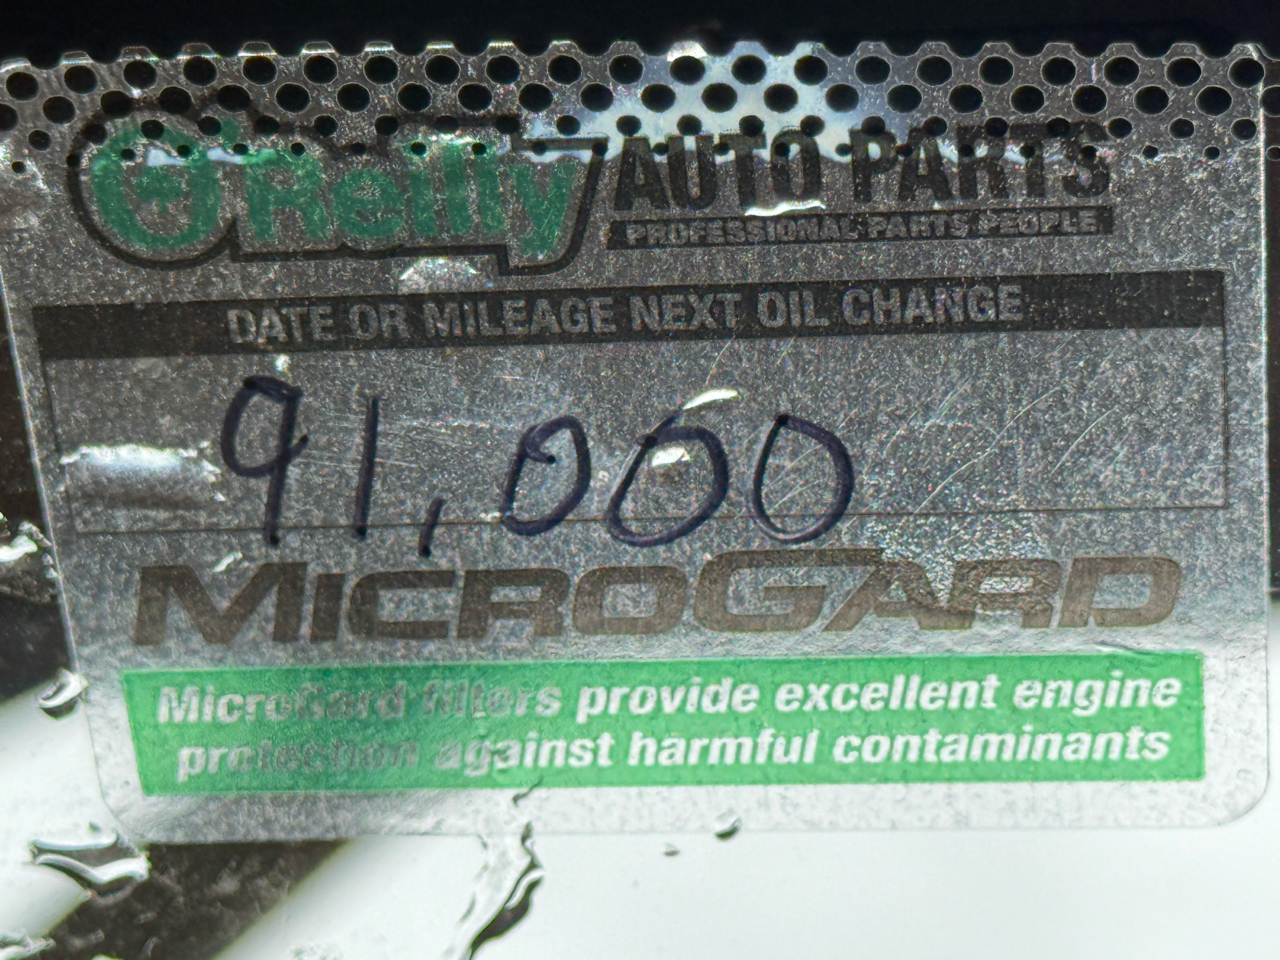 O'Reilly AUTO PARTS
PROFESSIONAL PARTS PEOPLE
DATE OR MILEAGE NEXT OIL CHANGE
91,000
MICROGARD
MicroGard filters provide excellent engine
protection against harmful contaminants